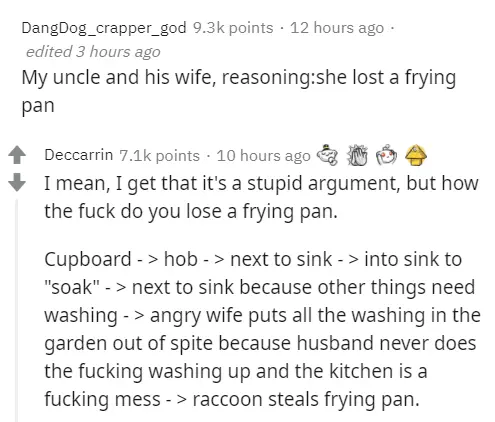 DangDog_crapper_god 9.3k points · 12 hours ago ·
edited 3 hours ago
My uncle and his wife, reasoning:she lost a frying
pan
Deccarrin 7.1k points · 10 hours ago
I mean, I get that it's a stupid argument, but how
the fuck do you lose a frying pan.
Cupboard - > hob - > next to sink - > into sink to
"soak" - > next to sink because other things need
washing - > angry wife puts all the washing in the
garden out of spite because husband never does
the fucking washing up and the kitchen is a
fucking mess - > raccoon steals frying pan.